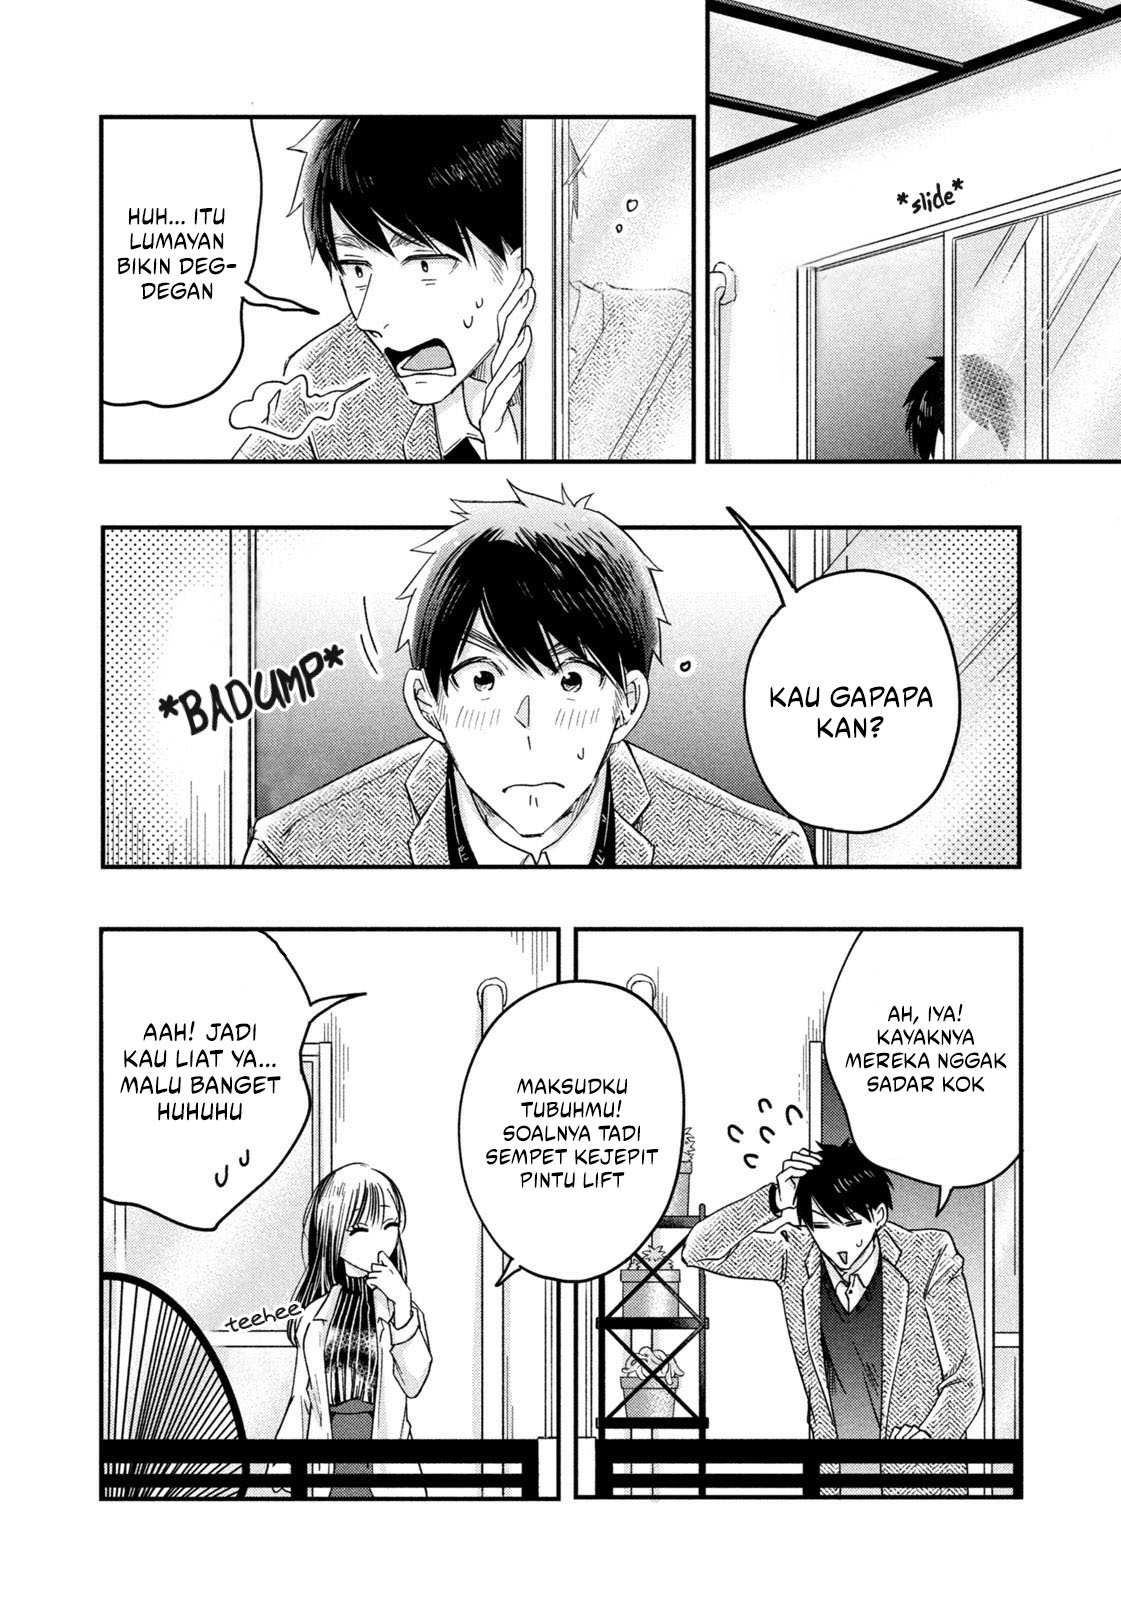 *slide*
HUH... ITU
LUMAYAN
BIKIN DEG-
DEGAN
*BADUMP*
KAU GAPAPA
KAN?
AH, IYA!
KAYAKNYA
MEREKA NGGAK
SADAR KOK
MAKSUDKU
TUBUHMU!
SOALNYA TADI
SEMPET KEJEPIT
PINTU LIFT
AAH! JADI
KAU LIAT YA...
MALU BANGET
HUHUHU
teehee